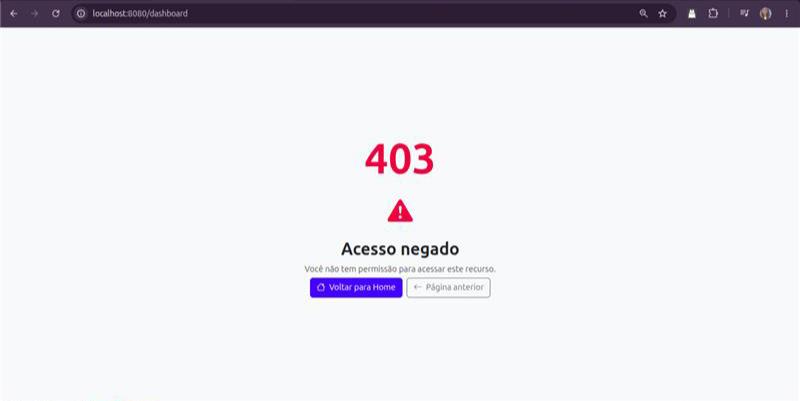 localhost:8080/dashboard
403
Acesso negado
Você não tem permissão para acessar este recurso.
Voltar para Home
Página anterior